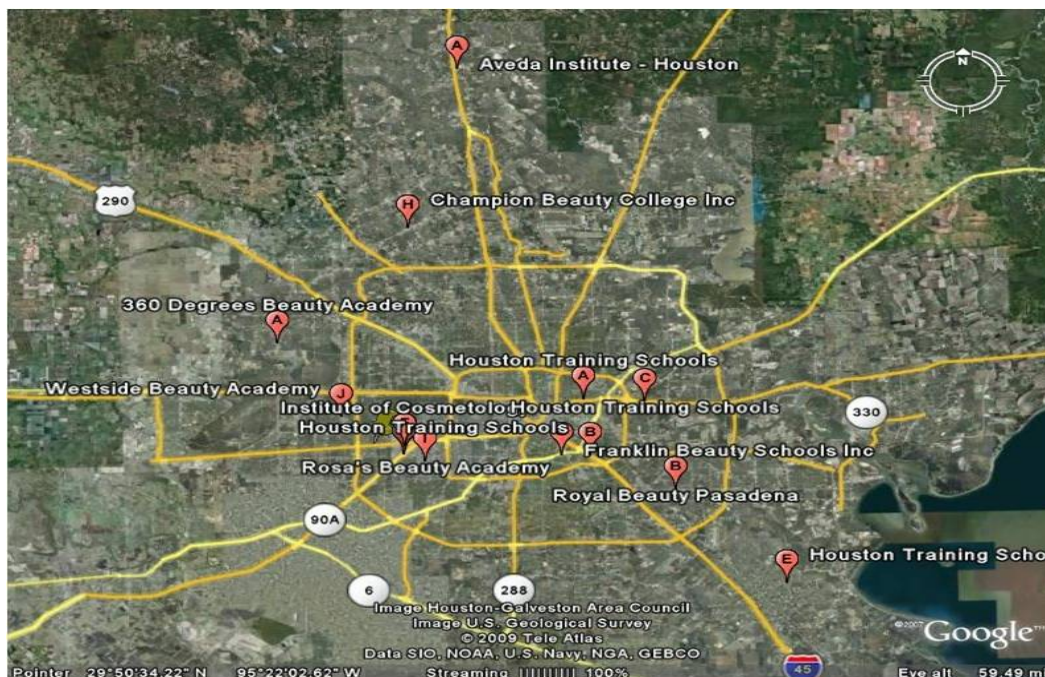 A
Aveda Institute - Houston
N
H
Champion Beauty College Inc
290
360 Degrees Beauty Academy
A
Houston Training Schools
A
C
Westside Beauty Academy
J
Institute of Cosmetolo
Houston Training Schools
330
Houston Training Schools
B
Franklin Beauty Schools Inc
Rosa's Beauty Academy
B
Royal Beauty Pasadena
90A
E
Houston Training Scho
6
288
Image Houston-Galveston Area Council
Image U.S. Geological Survey
© 2009 Tele Atlas
Data SIO, NOAA, U.S. Navy, NGA, GEBCO
©2007 Google™
Pointer 29°50'34.22" N 95°22'02.62" W Streaming |||||||||| 100% Eye alt 59.49 mi
45